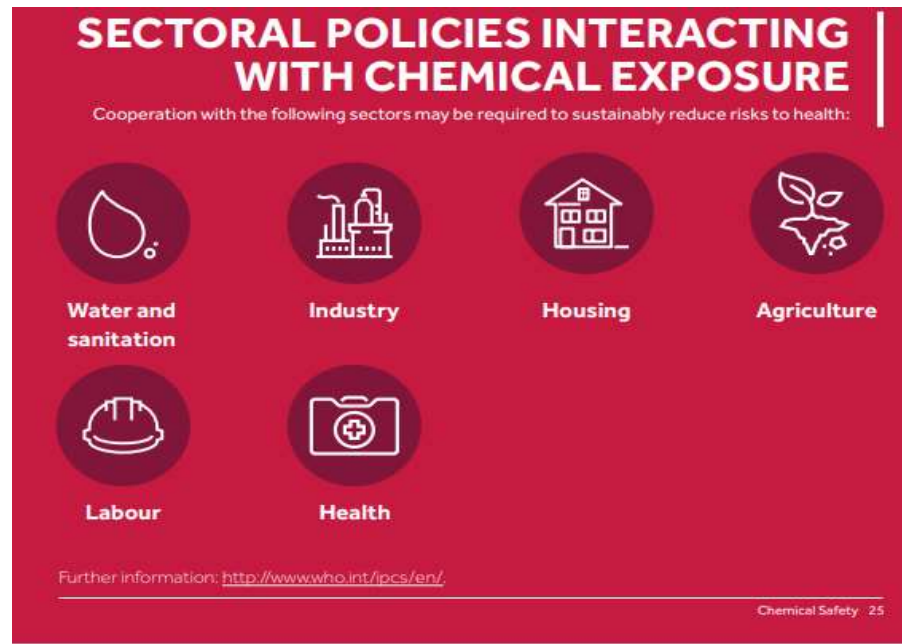 SECTORAL POLICIES INTERACTING
WITH CHEMICAL EXPOSURE
Cooperation with the following sectors may be required to sustainably reduce risks to health:
Water and
sanitation
Industry
Housing
Agriculture
Labour
Health
Further information: http://www.who.int/ipcs/en/.
Chemical Safety 25